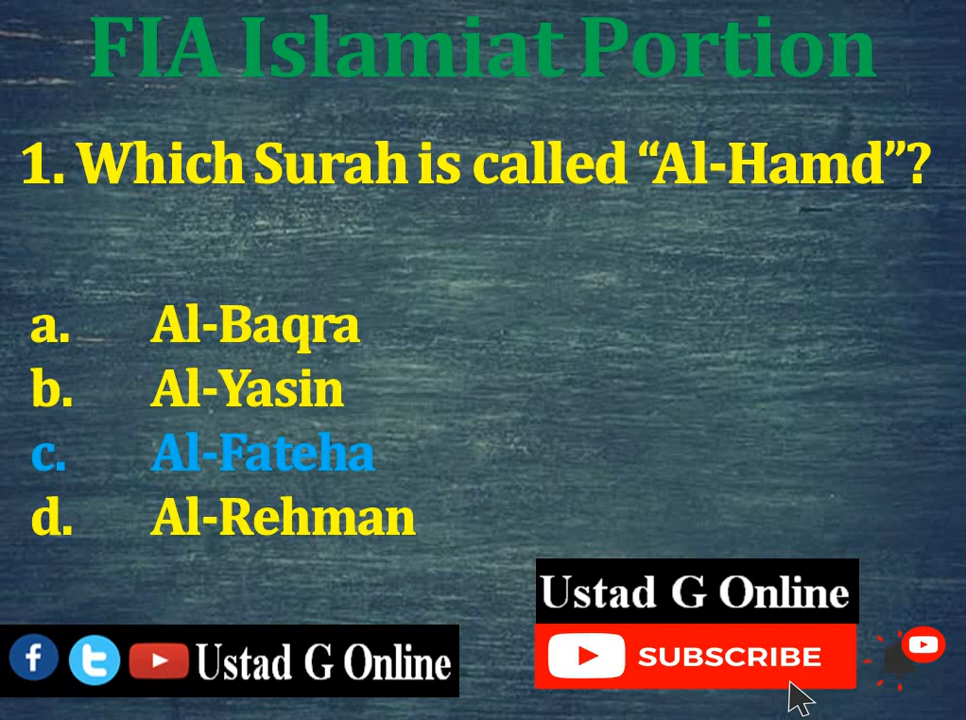 FIA Islamiat Portion
1. Which Surah is called “Al-Hamd”?
a. Al-Baqra
b. Al-Yasin
c. Al-Fateha
d. Al-Rehman
Ustad G Online
SUBSCRIBE
f Ustad G Online